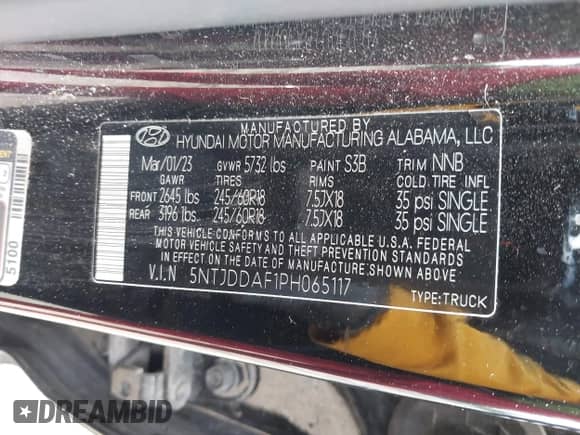 MANUFACTURED BY
HYUNDAI MOTOR MANUFACTURING ALABAMA, LLC
Mar/01/23 GVWR 5732 lbs PAINT S3B TRIM NNB
GAWR TIRES RIMS COLD TIRE INFL
FRONT 2645 lbs 245/60R18 7.5JX18 35 psi SINGLE
REAR 3196 lbs 245/60R18 7.5JX18 35 psi SINGLE
THIS VEHICLE CONFORMS TO ALL APPLICABLE U.S.A. FEDERAL
MOTOR VEHICLE SAFETY AND THEFT PREVENTION STANDARDS
IN EFFECT ON THE DATE OF MANUFACTURE SHOWN ABOVE.
V.I.N 5NTJDDAF1PH065117
TYPE:TRUCK
5100
DREAMBID